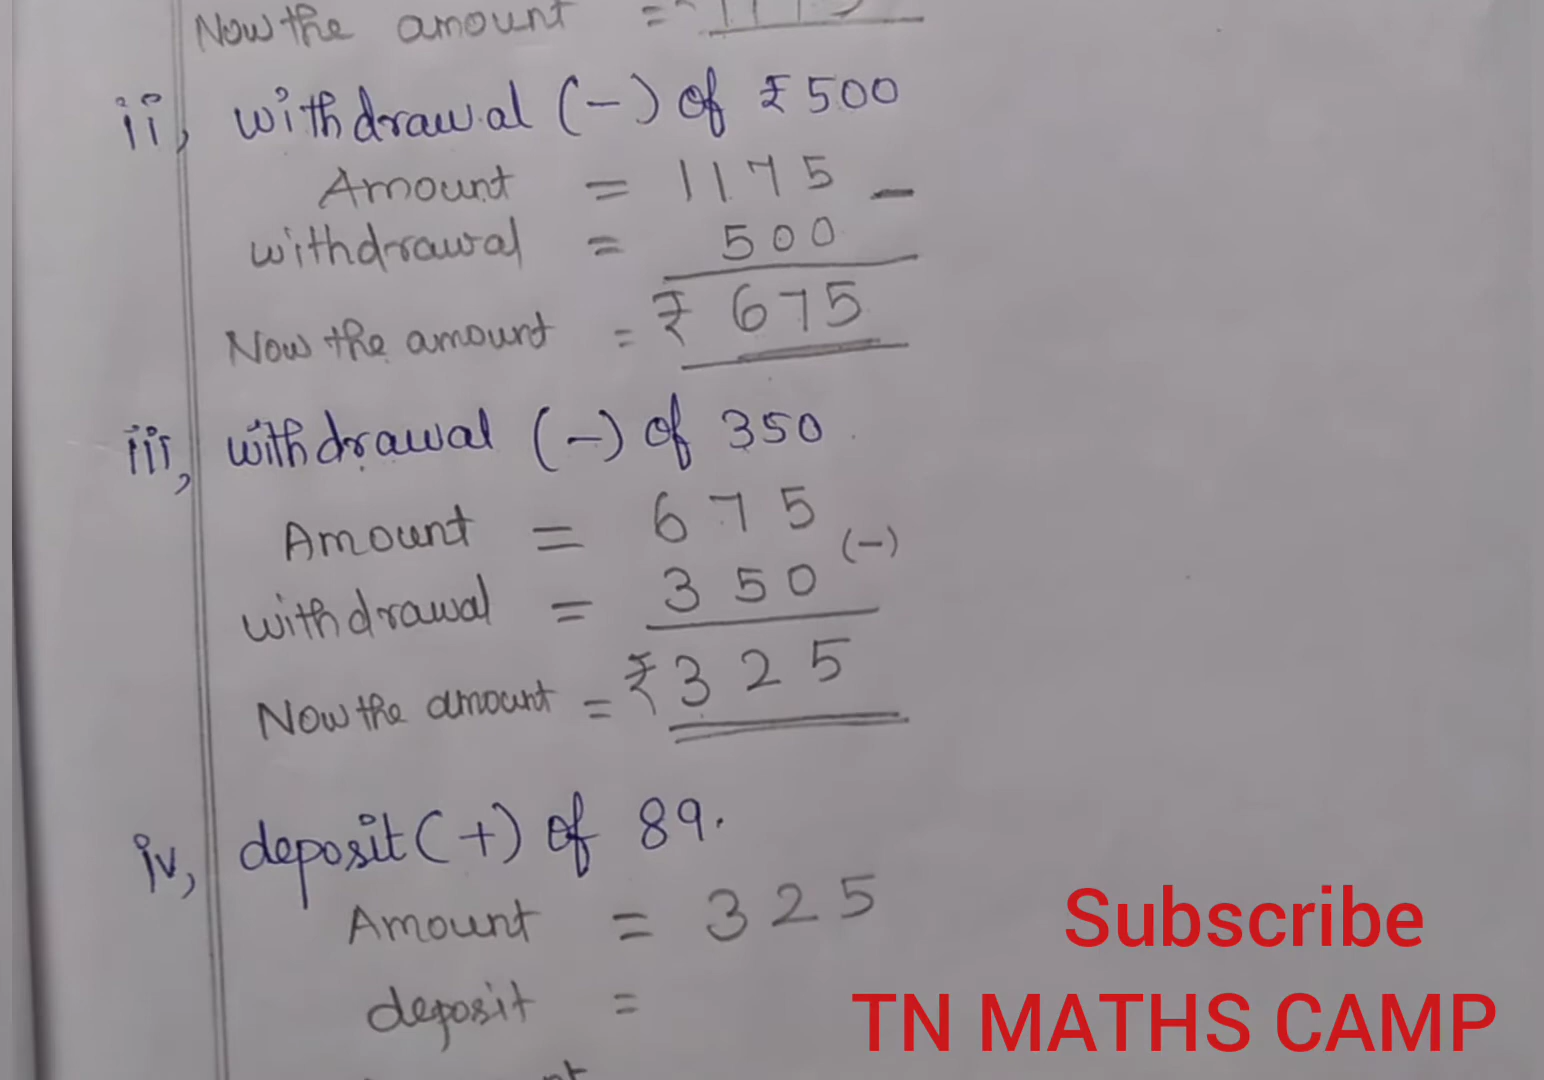 Now the amount = 1175
ii, withdrawal (-) of ₹500
Amount = 1175 -
withdrawal = 500
Now the amount = ₹ 675
iii, withdrawal (-) of 350
Amount = 675
(-)
withdrawal = 350
Now the amount = ₹325
iv, deposit (+) of 89.
Amount = 325
deposit =
Subscribe
TN MATHS CAMP